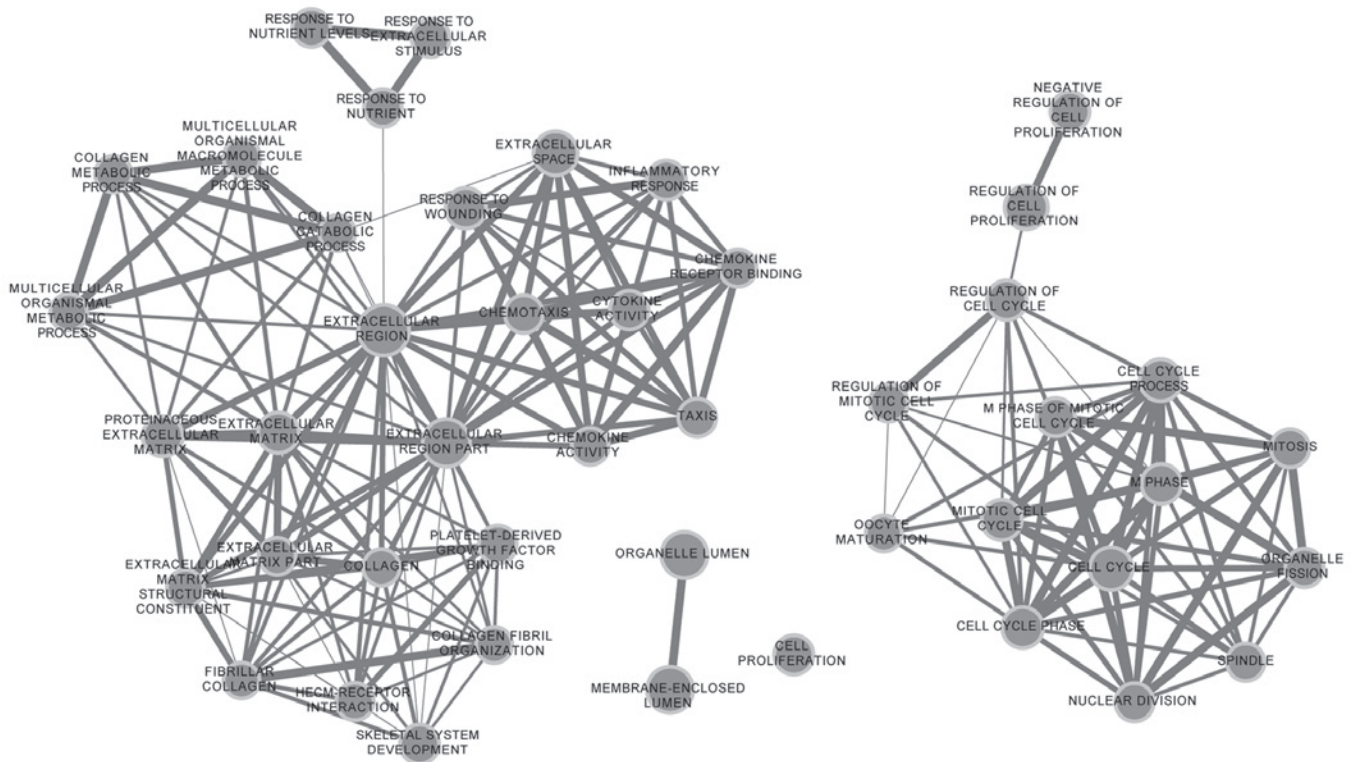 RESPONSE TO
NUTRIENT LEVELS
RESPONSE TO
EXTRACELLULAR
STIMULUS
RESPONSE TO
NUTRIENT
MULTICELLULAR
ORGANISMAL
MACROMOLECULE
METABOLIC
PROCESS
COLLAGEN
METABOLIC
PROCESS
COLLAGEN
CATABOLIC
PROCESS
MULTICELLULAR
ORGANISMAL
METABOLIC
PROCESS
EXTRACELLULAR
SPACE
INFLAMMATORY
RESPONSE
RESPONSE TO
WOUNDING
CHEMOKINE
RECEPTOR BINDING
EXTRACELLULAR
REGION
CHEMOTAXIS
CYTOKINE
ACTIVITY
TAXIS
CHEMOKINE
ACTIVITY
PROTEINACEOUS
EXTRACELLULAR
MATRIX
EXTRACELLULAR
MATRIX
EXTRACELLULAR
REGION PART
EXTRACELLULAR
MATRIX
STRUCTURAL
CONSTITUENT
EXTRACELLULAR
MATRIX PART
COLLAGEN
PLATELET-DERIVED
GROWTH FACTOR
BINDING
COLLAGEN FIBRIL
ORGANIZATION
FIBRILLAR
COLLAGEN
HECM-RECEPTOR
INTERACTION
SKELETAL SYSTEM
DEVELOPMENT
ORGANELLE LUMEN
MEMBRANE-ENCLOSED
LUMEN
CELL
PROLIFERATION
NEGATIVE
REGULATION OF
CELL
PROLIFERATION
REGULATION OF
CELL
PROLIFERATION
REGULATION OF
CELL CYCLE
REGULATION OF
MITOTIC CELL
CYCLE
CELL CYCLE
PROCESS
M PHASE OF MITOTIC
CELL CYCLE
MITOSIS
M PHASE
MITOTIC CELL
CYCLE
OOCYTE
MATURATION
CELL CYCLE
ORGANELLE
FISSION
CELL CYCLE PHASE
SPINDLE
NUCLEAR DIVISION